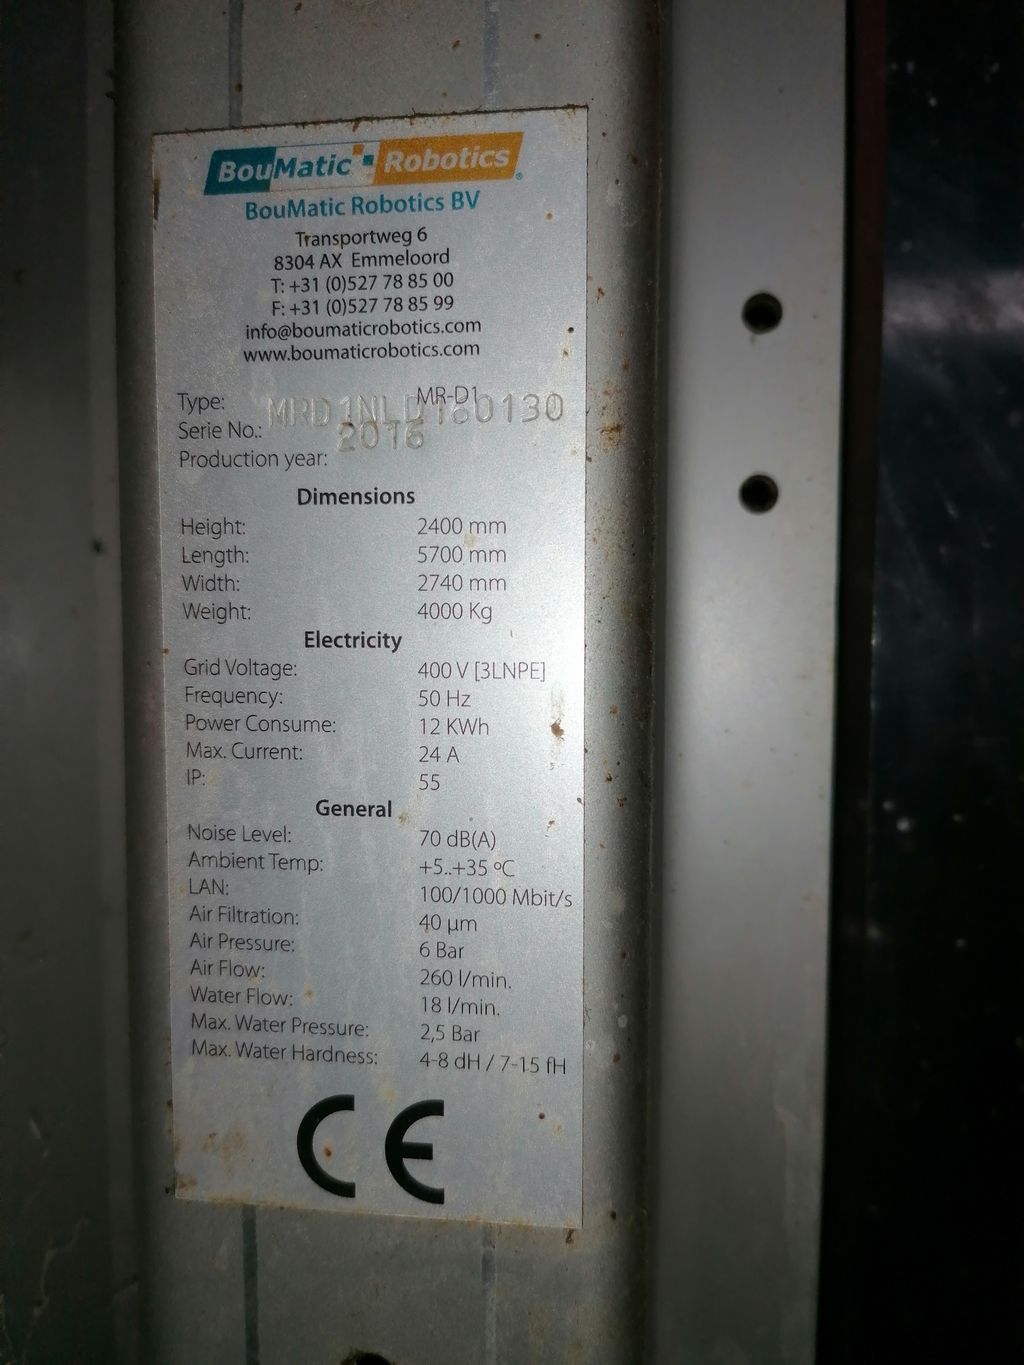 BouMatic Robotics®
BouMatic Robotics BV
Transportweg 6
8304 AX Emmeloord
T: +31 (0)527 78 85 00
F: +31 (0)527 78 85 99
info@boumaticrobotics.com
www.boumaticrobotics.com
Type: MR-D1
Serie No.: MRD1NLD160130
Production year: 2016
Dimensions
Height: 2400 mm
Length: 5700 mm
Width: 2740 mm
Weight: 4000 Kg
Electricity
Grid Voltage: 400 V [3LNPE]
Frequency: 50 Hz
Power Consume: 12 KWh
Max. Current: 24 A
IP: 55
General
Noise Level: 70 dB(A)
Ambient Temp: +5..+35 ºC
LAN: 100/1000 Mbit/s
Air Filtration: 40 µm
Air Pressure: 6 Bar
Air Flow: 260 l/min.
Water Flow: 18 l/min.
Max. Water Pressure: 2,5 Bar
Max. Water Hardness: 4-8 dH / 7-15 fH
CE